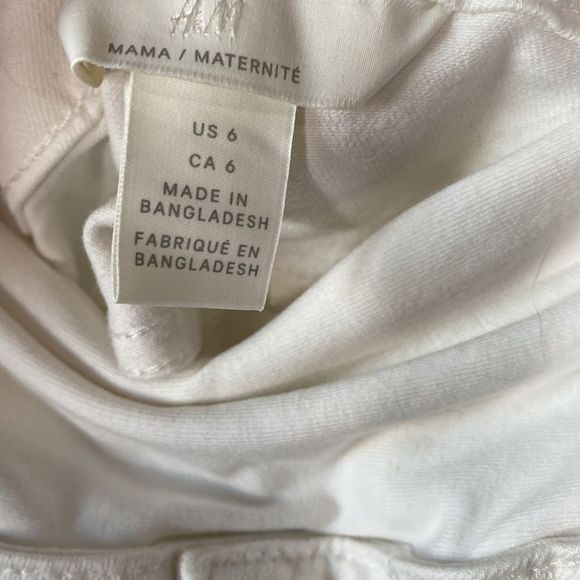 H&M
MAMA / MATERNITÉ
US 6
CA 6
MADE IN
BANGLADESH
FABRIQUÉ EN
BANGLADESH